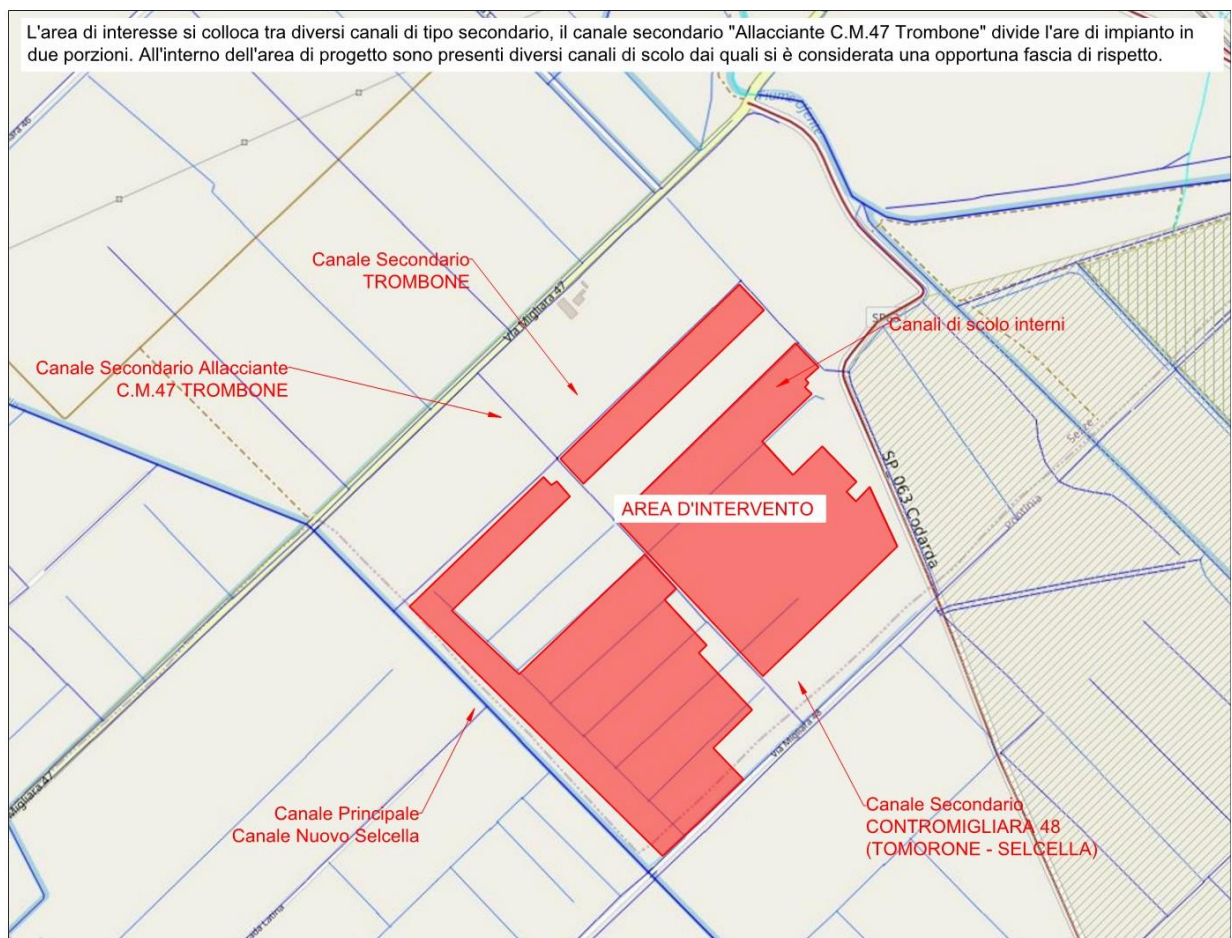 L'area di interesse si colloca tra diversi canali di tipo secondario, il canale secondario "Allacciante C.M.47 Trombone" divide l'are di impianto in
due porzioni. All'interno dell'area di progetto sono presenti diversi canali di scolo dai quali si è considerata una opportuna fascia di rispetto.
Fiume Ufente
Canale Secondario
TROMBONE
Via Migliara 47
SP
Canali di scolo interni
Canale Secondario Allacciante
C.M.47 TROMBONE
Sezze
AREA D'INTERVENTO
SP 063 Codarda
Via Migliara 48
Migliara 47
Canale Principale
Canale Nuovo Selcella
Canale Secondario
CONTROMIGLIARA 48
(TOMORONE - SELCELLA)